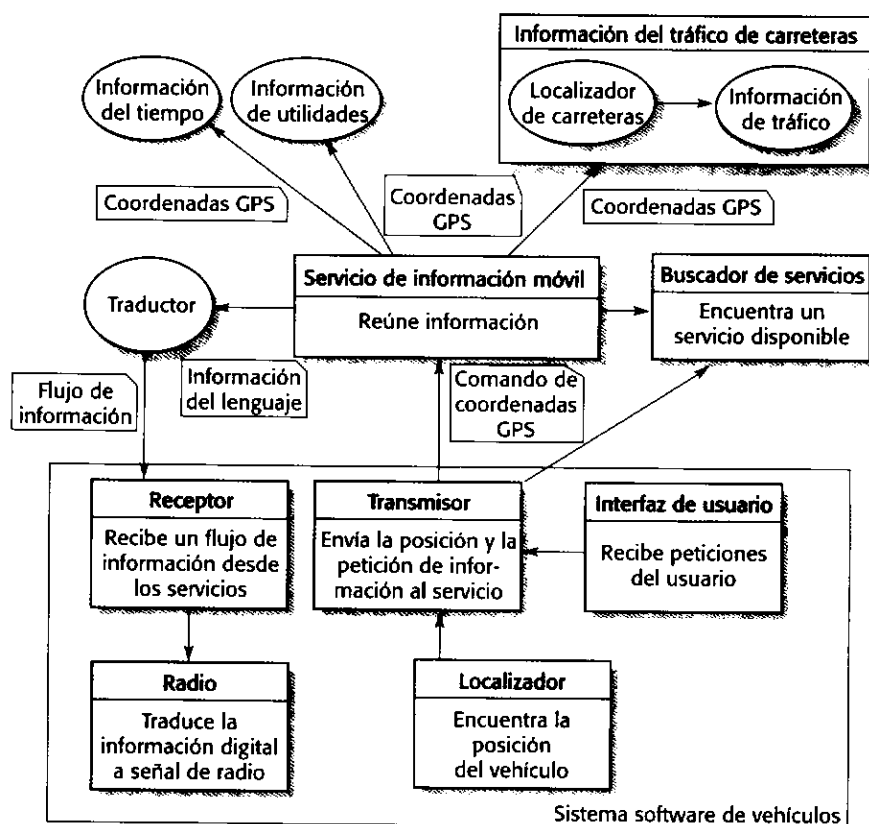 Información del tráfico de carreteras
Información
del tiempo
Información
de utilidades
Localizador
de carreteras
Información
de tráfico
Coordenadas GPS
Coordenadas
GPS
Coordenadas GPS
Servicio de información móvil
Reúne información
Buscador de servicios
Encuentra un
servicio disponible
Traductor
Flujo de
información
Información
del lenguaje
Comando de
coordenadas
GPS
Receptor
Recibe un flujo de
información desde
los servicios
Transmisor
Envía la posición y la
petición de infor-
mación al servicio
Interfaz de usuario
Recibe peticiones
del usuario
Radio
Traduce la
información digital
a señal de radio
Localizador
Encuentra la
posición
del vehículo
Sistema software de vehículos